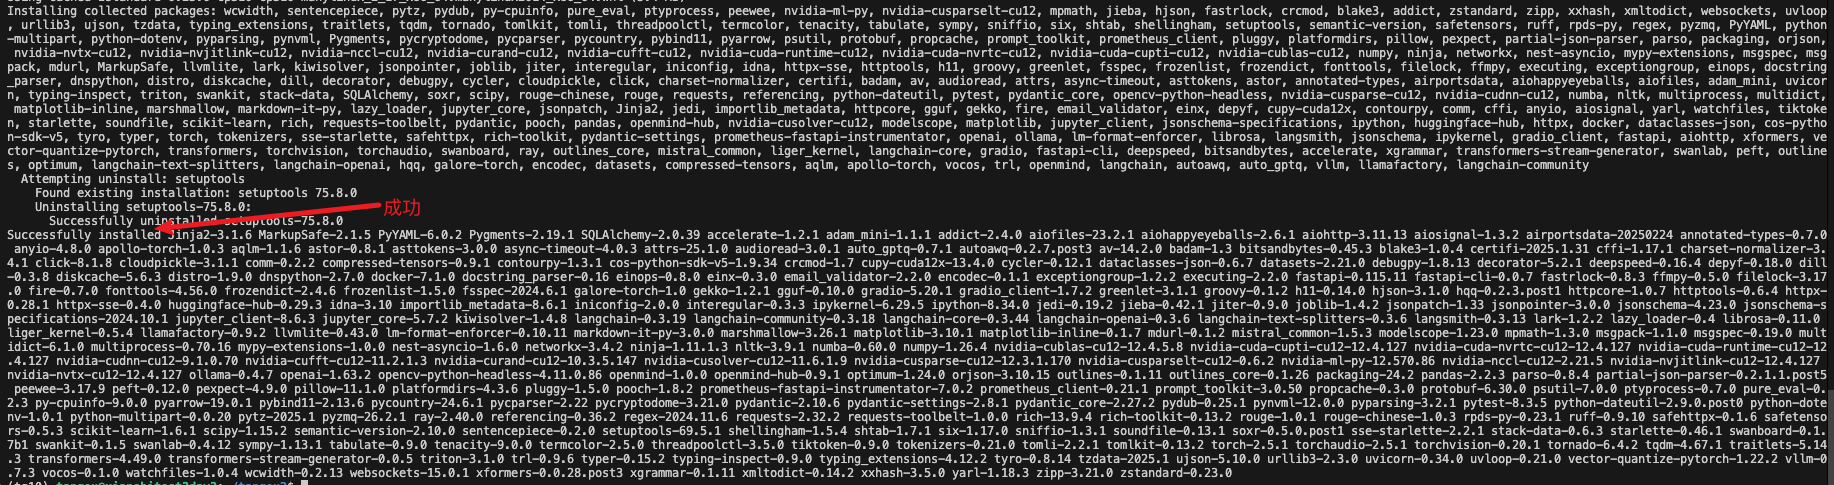 Installing collected packages: wcwidth, sentencepiece, pytz, pydub, py-cpuinfo, pure_eval, ptyprocess, peewee, nvidia-ml-py, nvidia-cusparselt-cu12, mpmath, jieba, hjson, fastrlock, crcmod, blake3, addict, zstandard, zipp, xxhash, xmltodict, websockets, uvloop
, urllib3, ujson, tzdata, typing_extensions, traitlets, tqdm, tornado, tomlkit, tomli, threadpoolctl, termcolor, tenacity, tabulate, sympy, sniffio, six, shtab, shellingham, setuptools, semantic-version, safetensors, ruff, rpds-py, regex, pyzmq, PyYAML, python
-multipart, python-dotenv, pyparsing, pynvml, Pygments, pycryptodome, pycparser, pycountry, pybind11, pyarrow, psutil, protobuf, propcache, prompt_toolkit, prometheus_client, pluggy, platformdirs, pillow, pexpect, partial-json-parser, parso, packaging, orjson,
 nvidia-nvtx-cu12, nvidia-nvjitlink-cu12, nvidia-nccl-cu12, nvidia-curand-cu12, nvidia-cufft-cu12, nvidia-cuda-runtime-cu12, nvidia-cuda-nvrtc-cu12, nvidia-cuda-cupti-cu12, nvidia-cublas-cu12, numpy, ninja, networkx, nest-asyncio, mypy-extensions, msgspec, msg
pack, mdurl, MarkupSafe, llvmlite, lark, kiwisolver, jsonpointer, joblib, jiter, interegular, iniconfig, idna, httpx-sse, httptools, h11, groovy, greenlet, fsspec, frozenlist, frozendict, fonttools, filelock, ffmpy, executing, exceptiongroup, einops, docstring
_parser, dnspython, distro, diskcache, dill, decorator, debugpy, cycler, cloudpickle, click, charset-normalizer, certifi, badam, av, audioread, attrs, async-timeout, asttokens, astor, annotated-types, airportsdata, aiohappyeyeballs, aiofiles, adam_mini, uvicor
n, typing-inspect, triton, swankit, stack-data, SQLAlchemy, soxr, scipy, rouge-chinese, rouge, requests, referencing, python-dateutil, pytest, pydantic_core, opencv-python-headless, nvidia-cusparse-cu12, nvidia-cudnn-cu12, numba, nltk, multiprocess, multidict,
 matplotlib-inline, marshmallow, markdown-it-py, lazy_loader, jupyter_core, jsonpatch, Jinja2, jedi, importlib_metadata, httpcore, gguf, gekko, fire, email_validator, einx, depyf, cupy-cuda12x, contourpy, comm, cffi, anyio, aiosignal, yarl, watchfiles, tiktoke
n, starlette, soundfile, scikit-learn, rich, requests-toolbelt, pydantic, pooch, pandas, openmind-hub, nvidia-cusolver-cu12, modelscope, matplotlib, jupyter_client, jsonschema-specifications, ipython, huggingface-hub, httpx, docker, dataclasses-json, cos-pytho
n-sdk-v5, tyro, typer, torch, tokenizers, sse-starlette, safehttpx, rich-toolkit, pydantic-settings, prometheus-fastapi-instrumentator, openai, ollama, lm-format-enforcer, librosa, langsmith, jsonschema, ipykernel, gradio_client, fastapi, aiohttp, xformers, ve
ctor-quantize-pytorch, transformers, torchvision, torchaudio, swanboard, ray, outlines_core, mistral_common, liger_kernel, langchain-core, gradio, fastapi-cli, deepspeed, bitsandbytes, accelerate, xgrammar, transformers-stream-generator, swanlab, peft, outline
s, optimum, langchain-text-splitters, langchain-openai, hqq, galore-torch, encodec, datasets, compressed-tensors, aqlm, apollo-torch, vocos, trl, openmind, langchain, autoawq, auto_gptq, vllm, llamafactory, langchain-community
Attempting uninstall: setuptools
Found existing installation: setuptools 75.8.0
Uninstalling setuptools-75.8.0:
成功
Successfully uninstalled setuptools-75.8.0
Successfully installed Jinja2-3.1.6 MarkupSafe-2.1.5 PyYAML-6.0.2 Pygments-2.19.1 SQLAlchemy-2.0.39 accelerate-1.2.1 adam_mini-1.1.1 addict-2.4.0 aiofiles-23.2.1 aiohappyeyeballs-2.6.1 aiohttp-3.11.13 aiosignal-1.3.2 airportsdata-20250224 annotated-types-0.7.0
 anyio-4.8.0 apollo-torch-1.0.3 aqlm-1.1.6 astor-0.8.1 asttokens-3.0.0 async-timeout-4.0.3 attrs-25.1.0 audioread-3.0.1 auto_gptq-0.7.1 autoawq-0.2.7.post3 av-14.2.0 badam-1.3 bitsandbytes-0.45.3 blake3-1.0.4 certifi-2025.1.31 cffi-1.17.1 charset-normalizer-3.
4.1 click-8.1.8 cloudpickle-3.1.1 comm-0.2.2 compressed-tensors-0.9.1 contourpy-1.3.1 cos-python-sdk-v5-1.9.34 crcmod-1.7 cupy-cuda12x-13.4.0 cycler-0.12.1 dataclasses-json-0.6.7 datasets-2.21.0 debugpy-1.8.13 decorator-5.2.1 deepspeed-0.16.4 depyf-0.18.0 dill
-0.3.8 diskcache-5.6.3 distro-1.9.0 dnspython-2.7.0 docker-7.1.0 docstring_parser-0.16 einops-0.8.0 einx-0.3.0 email_validator-2.2.0 encodec-0.1.1 exceptiongroup-1.2.2 executing-2.2.0 fastapi-0.115.11 fastapi-cli-0.0.7 fastrlock-0.8.3 ffmpy-0.5.0 filelock-3.17
.0 fire-0.7.0 fonttools-4.56.0 frozendict-2.4.6 frozenlist-1.5.0 fsspec-2024.6.1 galore-torch-1.0 gekko-1.2.1 gguf-0.10.0 gradio-5.20.1 gradio_client-1.7.2 greenlet-3.1.1 groovy-0.1.2 h11-0.14.0 hjson-3.1.0 hqq-0.2.3.post1 httpcore-1.0.7 httptools-0.6.4 httpx-
0.28.1 httpx-sse-0.4.0 huggingface-hub-0.29.3 idna-3.10 importlib_metadata-8.6.1 iniconfig-2.0.0 interegular-0.3.3 ipykernel-6.29.5 ipython-8.34.0 jedi-0.19.2 jieba-0.42.1 jiter-0.9.0 joblib-1.4.2 jsonpatch-1.33 jsonpointer-3.0.0 jsonschema-4.23.0 jsonschema-s
pecifications-2024.10.1 jupyter_client-8.6.3 jupyter_core-5.7.2 kiwisolver-1.4.8 langchain-0.3.19 langchain-community-0.3.18 langchain-core-0.3.44 langchain-openai-0.3.6 langchain-text-splitters-0.3.6 langsmith-0.3.13 lark-1.2.2 lazy_loader-0.4 librosa-0.11.0
liger_kernel-0.5.4 llamafactory-0.9.2 llvmlite-0.43.0 lm-format-enforcer-0.10.11 markdown-it-py-3.0.0 marshmallow-3.26.1 matplotlib-3.10.1 matplotlib-inline-0.1.7 mdurl-0.1.2 mistral_common-1.5.3 modelscope-1.23.0 mpmath-1.3.0 msgpack-1.1.0 msgspec-0.19.0 mult
idict-6.1.0 multiprocess-0.70.16 mypy-extensions-1.0.0 nest-asyncio-1.6.0 networkx-3.4.2 ninja-1.11.1.3 nltk-3.9.1 numba-0.60.0 numpy-1.26.4 nvidia-cublas-cu12-12.4.5.8 nvidia-cuda-cupti-cu12-12.4.127 nvidia-cuda-nvrtc-cu12-12.4.127 nvidia-cuda-runtime-cu12-12
.4.127 nvidia-cudnn-cu12-9.1.0.70 nvidia-cufft-cu12-11.2.1.3 nvidia-curand-cu12-10.3.5.147 nvidia-cusolver-cu12-11.6.1.9 nvidia-cusparse-cu12-12.3.1.170 nvidia-cusparselt-cu12-0.6.2 nvidia-ml-py-12.570.86 nvidia-nccl-cu12-2.21.5 nvidia-nvjitlink-cu12-12.4.127
nvidia-nvtx-cu12-12.4.127 ollama-0.4.7 openai-1.63.2 opencv-python-headless-4.11.0.86 openmind-1.0.0 openmind-hub-0.9.1 optimum-1.24.0 orjson-3.10.15 outlines-0.1.11 outlines_core-0.1.26 packaging-24.2 pandas-2.2.3 parso-0.8.4 partial-json-parser-0.2.1.1.post5
 peewee-3.17.9 peft-0.12.0 pexpect-4.9.0 pillow-11.1.0 platformdirs-4.3.6 pluggy-1.5.0 pooch-1.8.2 prometheus-fastapi-instrumentator-7.0.2 prometheus_client-0.21.1 prompt_toolkit-3.0.50 propcache-0.3.0 protobuf-6.30.0 psutil-7.0.0 ptyprocess-0.7.0 pure_eval-0.
2.3 py-cpuinfo-9.0.0 pyarrow-19.0.1 pybind11-2.13.6 pycountry-24.6.1 pycparser-2.22 pycryptodome-3.21.0 pydantic-2.10.6 pydantic-settings-2.8.1 pydantic_core-2.27.2 pydub-0.25.1 pynvml-12.0.0 pyparsing-3.2.1 pytest-8.3.5 python-dateutil-2.9.0.post0 python-dote
nv-1.0.1 python-multipart-0.0.20 pytz-2025.1 pyzmq-26.2.1 ray-2.40.0 referencing-0.36.2 regex-2024.11.6 requests-2.32.2 requests-toolbelt-1.0.0 rich-13.9.4 rich-toolkit-0.13.2 rouge-1.0.1 rouge-chinese-1.0.3 rpds-py-0.23.1 ruff-0.9.10 safehttpx-0.1.6 safetenso
rs-0.5.3 scikit-learn-1.6.1 scipy-1.15.2 semantic-version-2.10.0 sentencepiece-0.2.0 setuptools-69.5.1 shellingham-1.5.4 shtab-1.7.1 six-1.17.0 sniffio-1.3.1 soundfile-0.13.1 soxr-0.5.0.post1 sse-starlette-2.2.1 stack-data-0.6.3 starlette-0.46.1 swanboard-0.1.
7b1 swankit-0.1.5 swanlab-0.4.12 sympy-1.13.1 tabulate-0.9.0 tenacity-9.0.0 termcolor-2.5.0 threadpoolctl-3.5.0 tiktoken-0.9.0 tokenizers-0.21.0 tomli-2.2.1 tomlkit-0.13.2 torch-2.5.1 torchaudio-2.5.1 torchvision-0.20.1 tornado-6.4.2 tqdm-4.67.1 traitlets-5.14
.3 transformers-4.49.0 transformers-stream-generator-0.0.5 triton-3.1.0 trl-0.9.6 typer-0.15.2 typing-inspect-0.9.0 typing_extensions-4.12.2 tyro-0.8.14 tzdata-2025.1 ujson-5.10.0 urllib3-2.3.0 uvicorn-0.34.0 uvloop-0.21.0 vector-quantize-pytorch-1.22.2 vllm-0
.7.3 vocos-0.1.0 watchfiles-1.0.4 wcwidth-0.2.13 websockets-15.0.1 xformers-0.0.28.post3 xgrammar-0.1.11 xmltodict-0.14.2 xxhash-3.5.0 yarl-1.18.3 zipp-3.21.0 zstandard-0.23.0